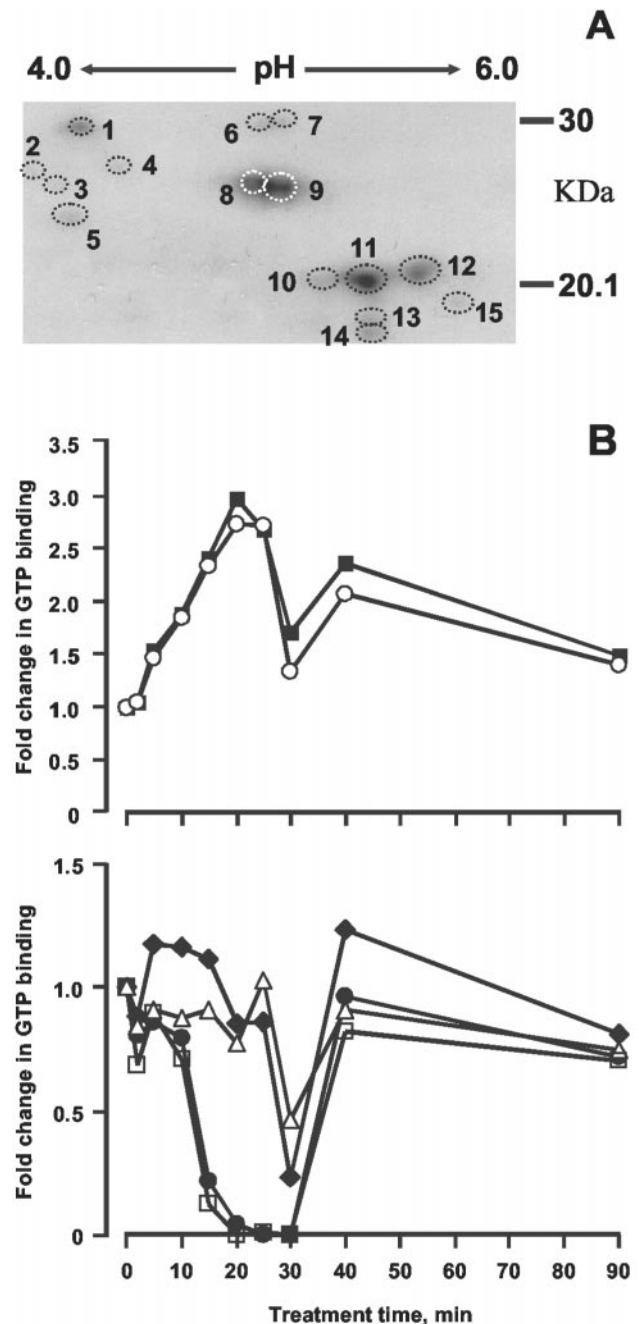 A
4.0 pH 6.0
1 6 7 30
2 4
3 8 9 KDa
5
11 12
10 20.1
13 15
14
B
3.5
3.0
2.5
2.0
1.5
1.0
0.5
0
Fold change in GTP binding
1.5
1.0
0.5
0
Fold change in GTP binding
0 10 20 30 40 50 60 70 80 90
Treatment time, min